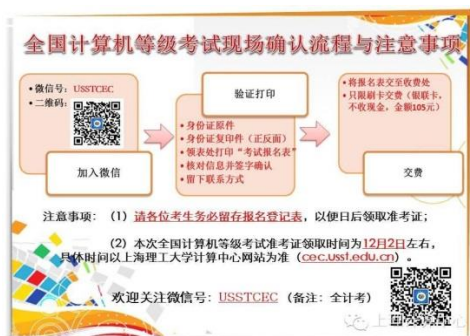 全国计算机等级考试现场确认流程与注意事项
•微信号：USSTCEC
•二维码：
加入微信
验证打印
•身份证原件
•身份证复印件（正反面）
•领表处打印“考试报名表”
•核对信息并签字确认
•留下联系方式
•将报名表交至收费处
•只限刷卡交费（银联卡，
不收现金，金额105元）
交费
注意事项：（1）请各位考生务必留存报名登记表，以便日后领取准考证；
（2）本次全国计算机等级考试准考证领取时间为12月2日左右，
具体时间以上海理工大学计算中心网站为准（cec.usst.edu.cn）。
欢迎关注微信号：USSTCEC（备注：全计考）